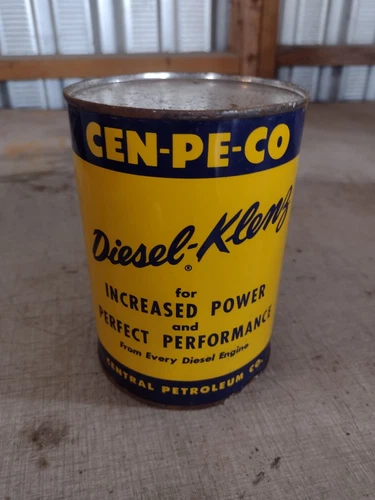 CEN-PE-CO
Diesel-Klenz
®
for
INCREASED POWER
and
PERFECT PERFORMANCE
From Every Diesel Engine
CENTRAL PETROLEUM CO.